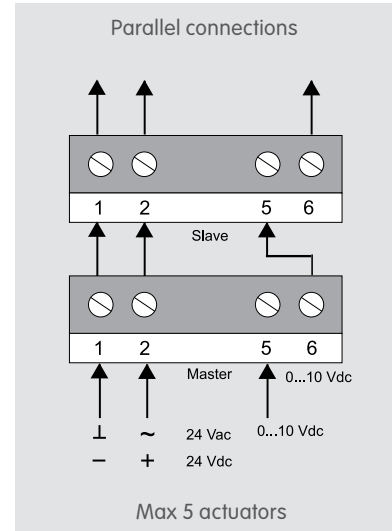 Parallel connections
1 2 5 6
Slave
1 2 5 6
Master 0...10 Vdc
⊥ ~ 24 Vac 0...10 Vdc
− + 24 Vdc
Max 5 actuators